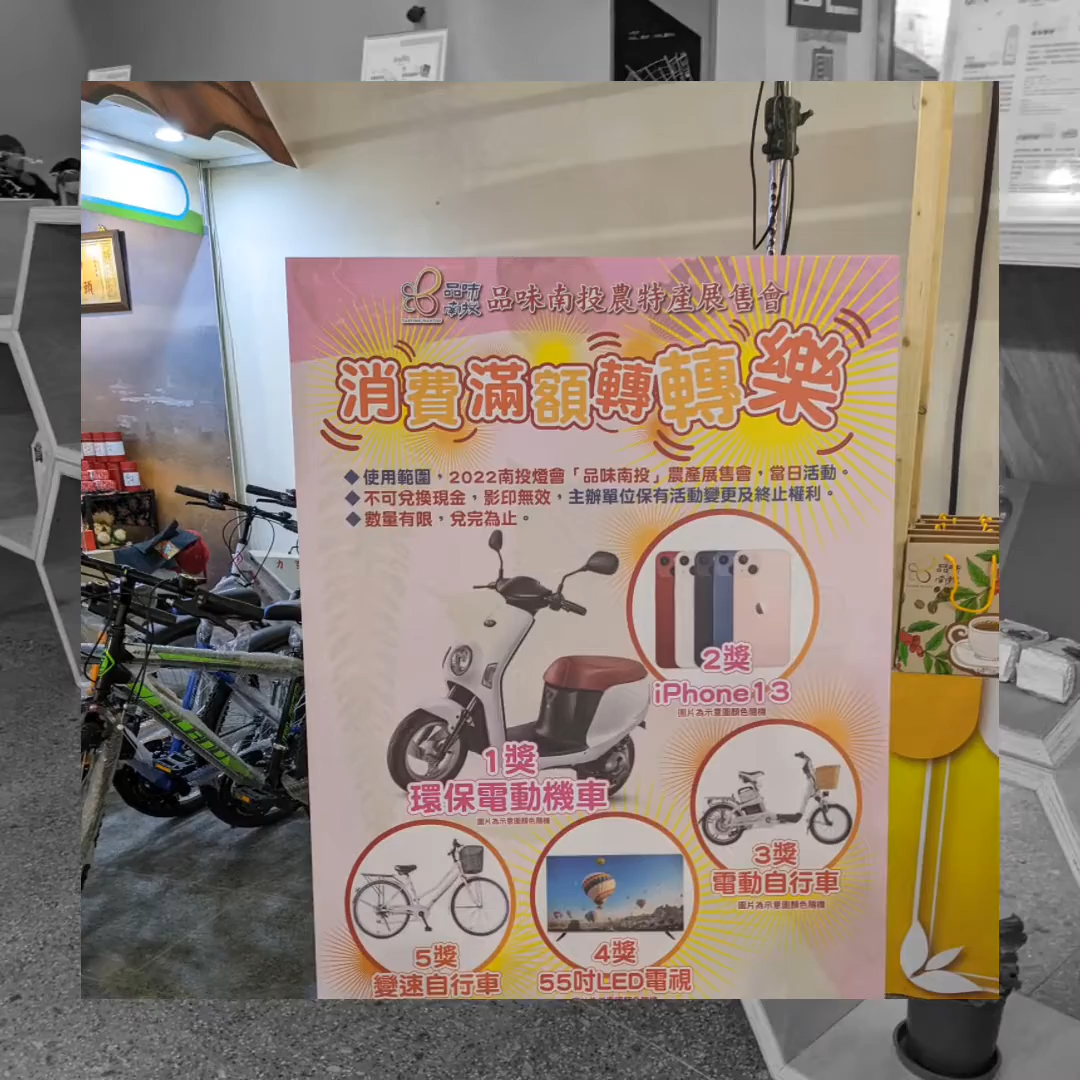 品味南投 品味南投農特產展售會
消費滿額轉轉樂
◆使用範圍，2022南投燈會「品味南投」農產展售會，當日活動。
◆不可兌換現金，影印無效，主辦單位保有活動變更及終止權利。
◆數量有限，兌完為止。
2獎
iPhone13
圖片為示意圖顏色隨機
1獎
環保電動機車
圖片為示意圖顏色隨機
3獎
電動自行車
圖片為示意圖顏色隨機
5獎
變速自行車
4獎
55吋LED電視
品味